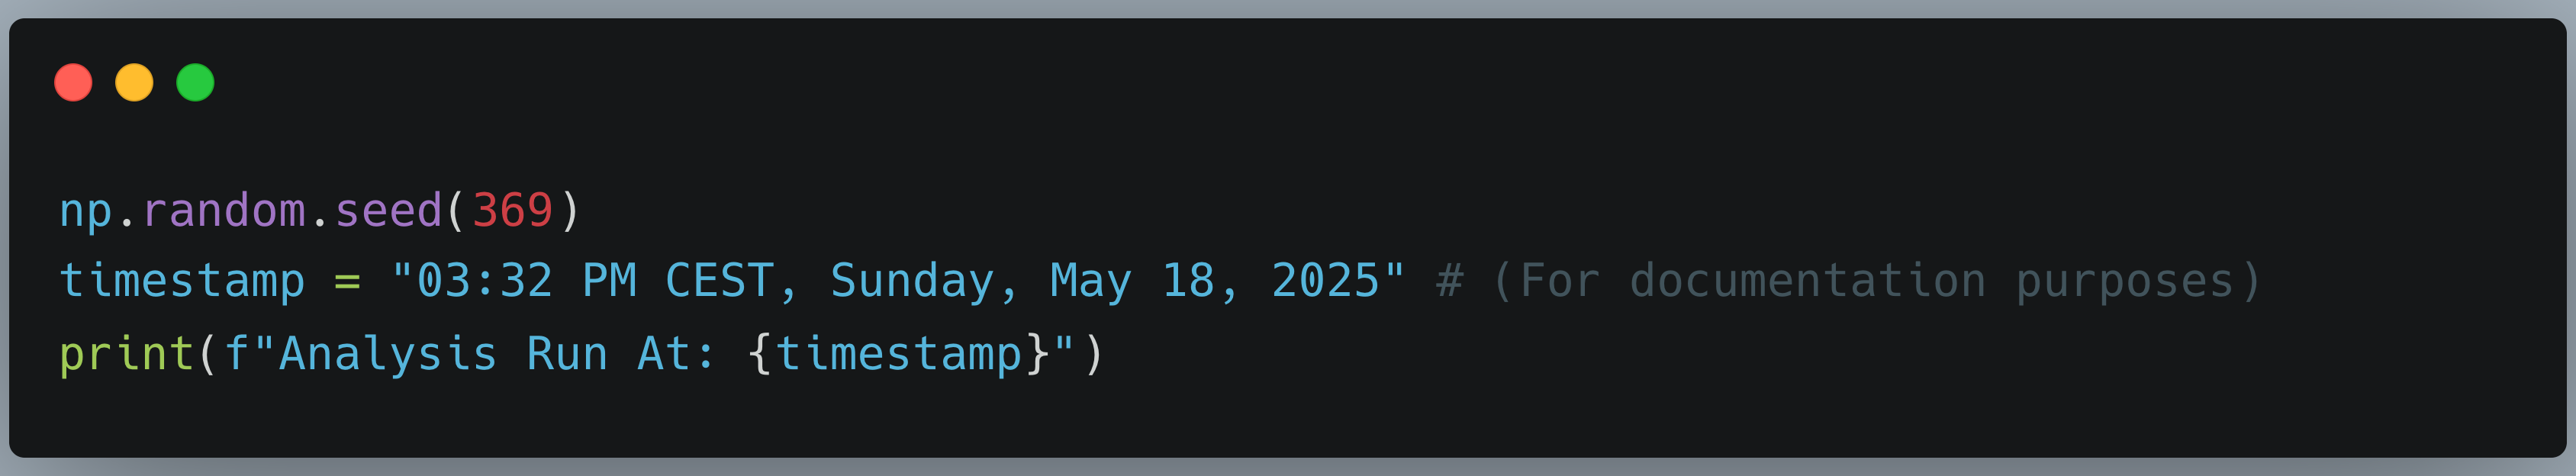 np.random.seed(369)
timestamp = "03:32 PM CEST, Sunday, May 18, 2025" # (For documentation purposes)
print(f"Analysis Run At: {timestamp}")